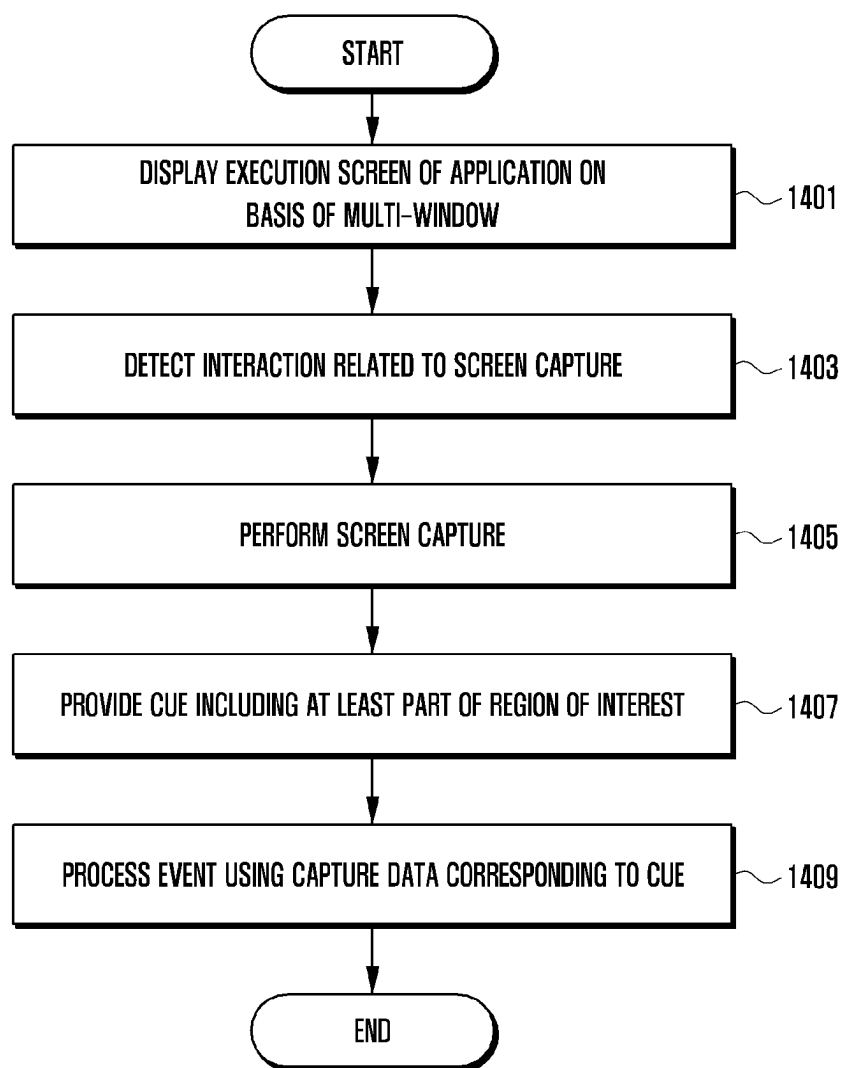 START
DISPLAY EXECUTION SCREEN OF APPLICATION ON
BASIS OF MULTI-WINDOW
1401
DETECT INTERACTION RELATED TO SCREEN CAPTURE
1403
PERFORM SCREEN CAPTURE
1405
PROVIDE CUE INCLUDING AT LEAST PART OF REGION OF INTEREST
1407
PROCESS EVENT USING CAPTURE DATA CORRESPONDING TO CUE
1409
END